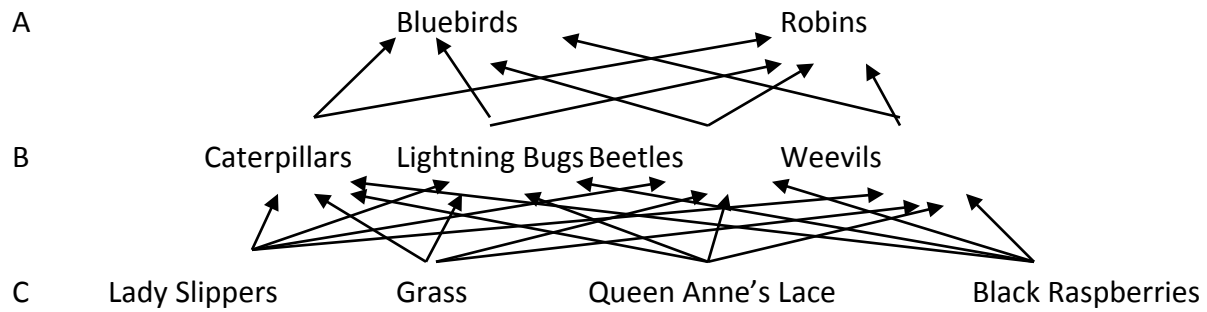 A Bluebirds Robins
B Caterpillars Lightning Bugs Beetles Weevils
C Lady Slippers Grass Queen Anne’s Lace Black Raspberries